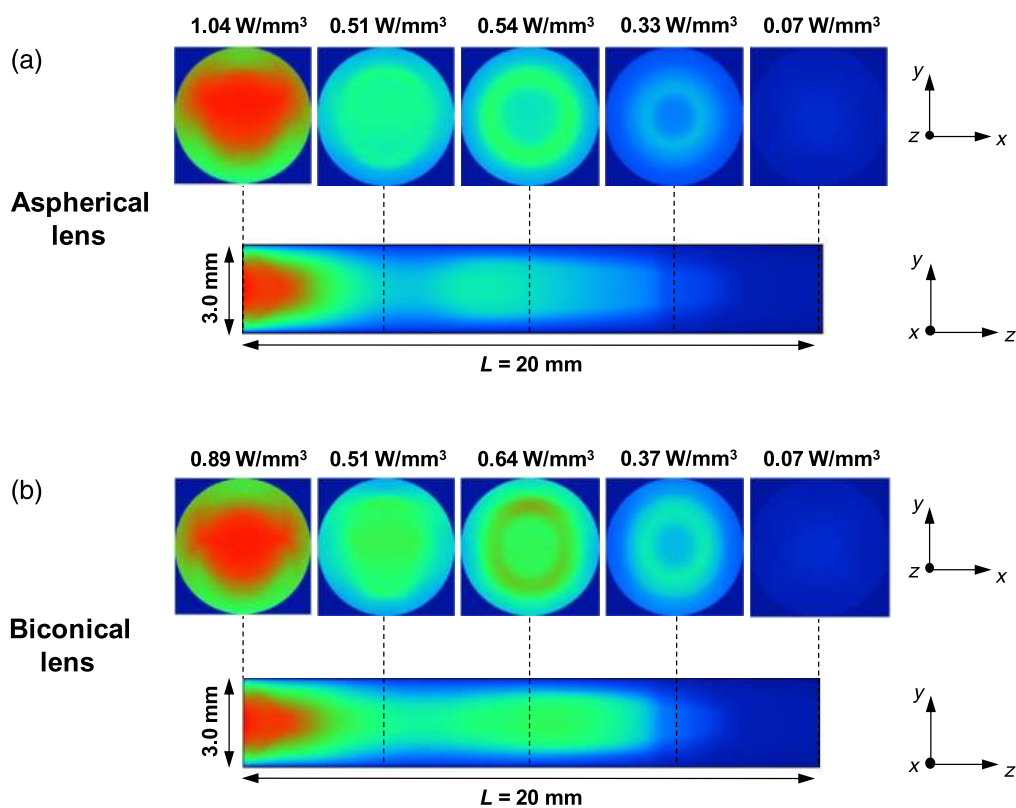 1.04 W/mm³ 0.51 W/mm³ 0.54 W/mm³ 0.33 W/mm³ 0.07 W/mm³
(a)
y
z x
Aspherical
lens
3.0 mm
y
x z
L = 20 mm
0.89 W/mm³ 0.51 W/mm³ 0.64 W/mm³ 0.37 W/mm³ 0.07 W/mm³
(b)
y
z x
Biconical
lens
3.0 mm
y
x z
L = 20 mm